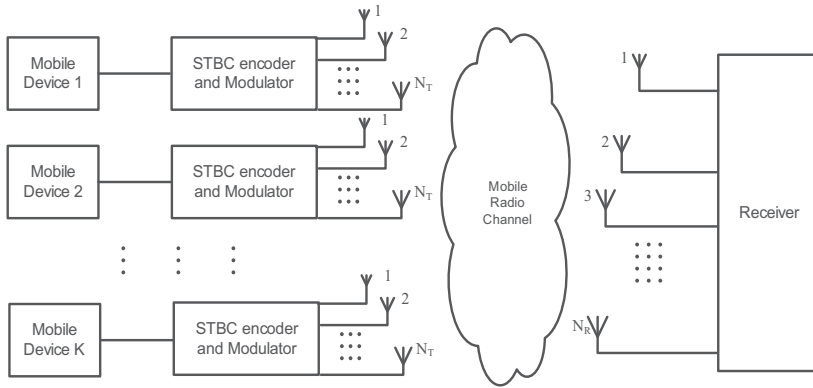 Mobile
Device 1
STBC encoder
and Modulator
1
2
N_T
Mobile
Device 2
STBC encoder
and Modulator
1
2
N_T
Mobile
Device K
STBC encoder
and Modulator
1
2
N_T
Mobile
Radio
Channel
1
2
3
N_R
Receiver